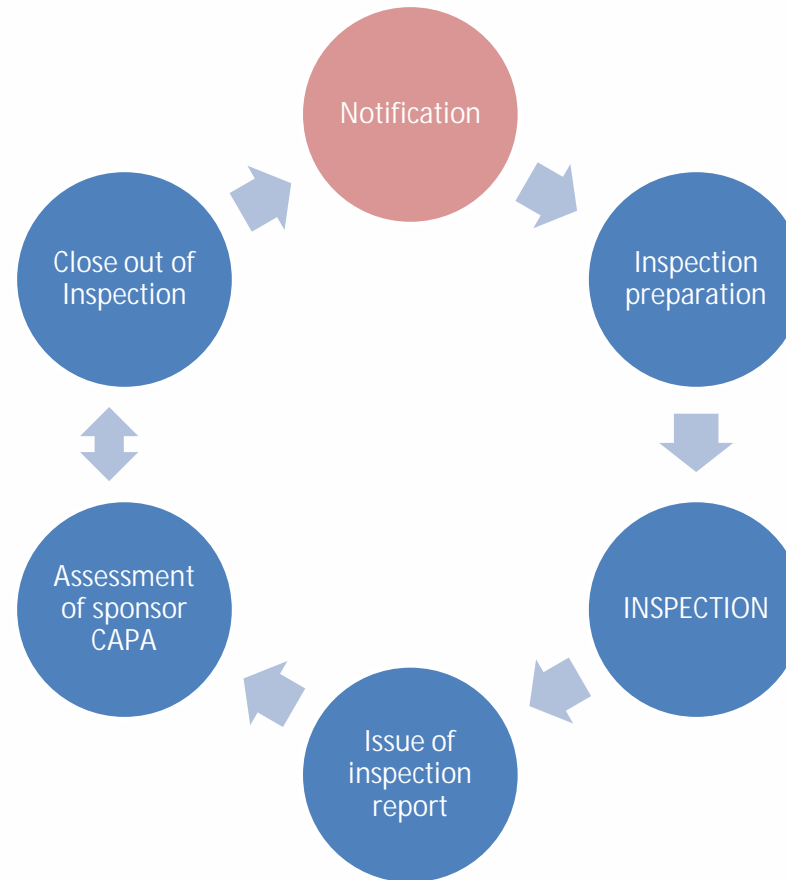 Notification
Inspection
preparation
INSPECTION
Issue of
inspection
report
Assessment
of sponsor
CAPA
Close out of
Inspection